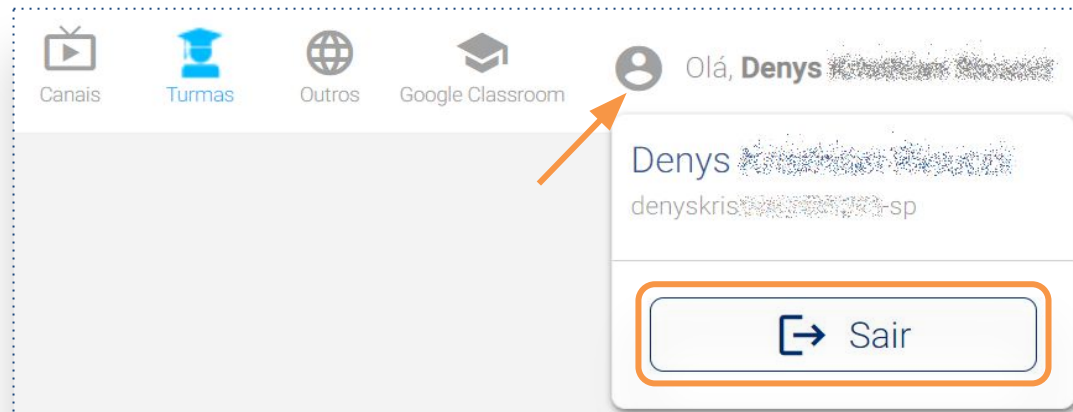 Canais
Turmas
Outros
Google Classroom
Olá, Denys
Denys
denyskris -sp
Sair